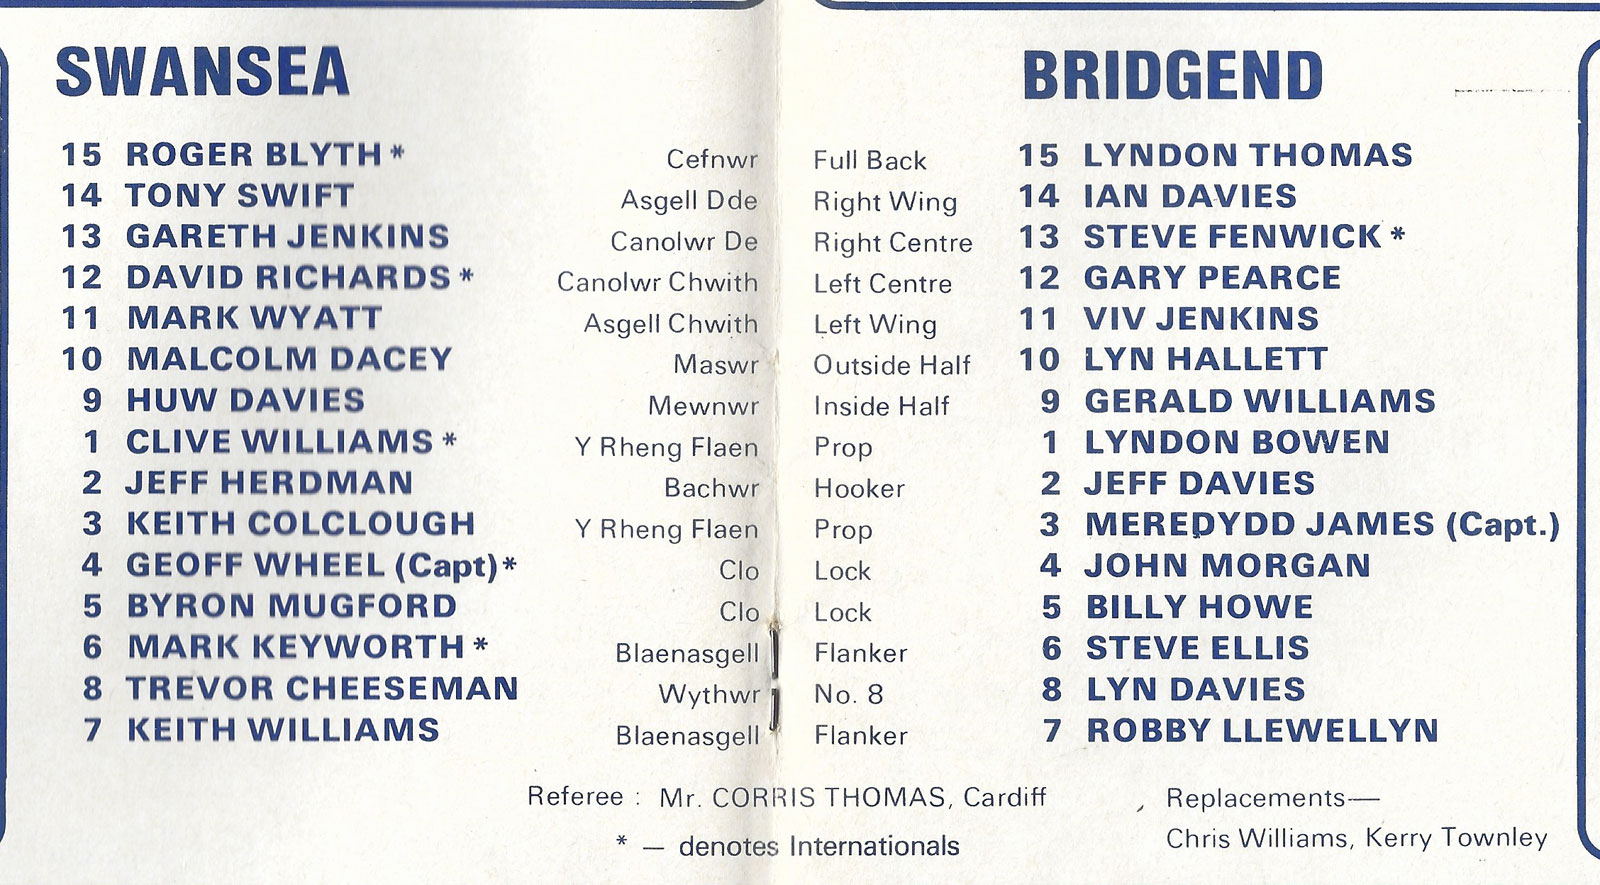 SWANSEA BRIDGEND
15 ROGER BLYTH * Cefnwr Full Back 15 LYNDON THOMAS
14 TONY SWIFT Asgell Dde Right Wing 14 IAN DAVIES
13 GARETH JENKINS Canolwr De Right Centre 13 STEVE FENWICK *
12 DAVID RICHARDS * Canolwr Chwith Left Centre 12 GARY PEARCE
11 MARK WYATT Asgell Chwith Left Wing 11 VIV JENKINS
10 MALCOLM DACEY Maswr Outside Half 10 LYN HALLETT
9 HUW DAVIES Mewnwr Inside Half 9 GERALD WILLIAMS
1 CLIVE WILLIAMS * Y Rheng Flaen Prop 1 LYNDON BOWEN
2 JEFF HERDMAN Bachwr Hooker 2 JEFF DAVIES
3 KEITH COLCLOUGH Y Rheng Flaen Prop 3 MEREDYDD JAMES (Capt.)
4 GEOFF WHEEL (Capt)* Clo Lock 4 JOHN MORGAN
5 BYRON MUGFORD Clo Lock 5 BILLY HOWE
6 MARK KEYWORTH * Blaenasgell Flanker 6 STEVE ELLIS
8 TREVOR CHEESEMAN Wythwr No. 8 8 LYN DAVIES
7 KEITH WILLIAMS Blaenasgell Flanker 7 ROBBY LLEWELLYN
Referee : Mr. CORRIS THOMAS, Cardiff Replacements—
* — denotes Internationals Chris Williams, Kerry Townley